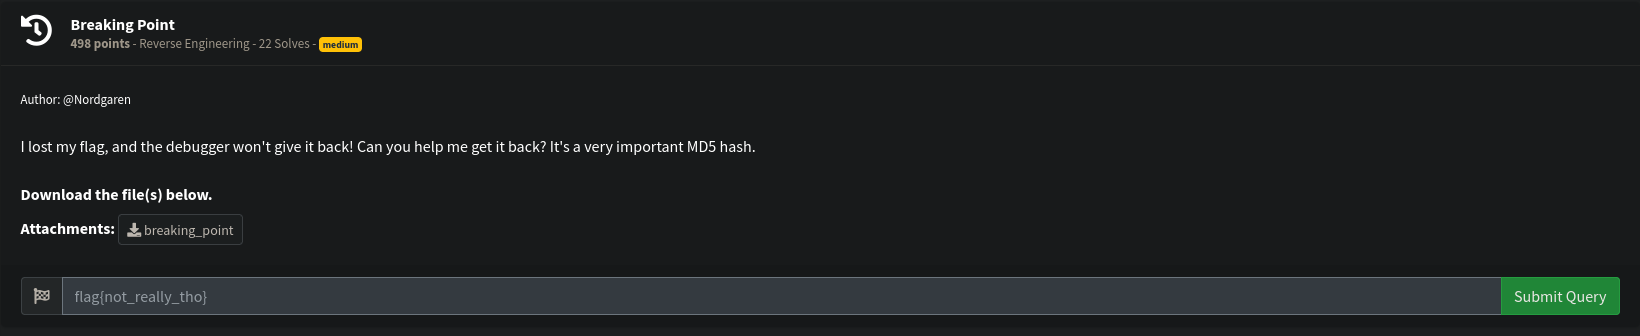 Breaking Point
498 points - Reverse Engineering - 22 Solves - medium
Author: @Nordgaren
I lost my flag, and the debugger won't give it back! Can you help me get it back? It's a very important MD5 hash.
Download the file(s) below.
Attachments: breaking_point
flag{not_really_tho} Submit Query